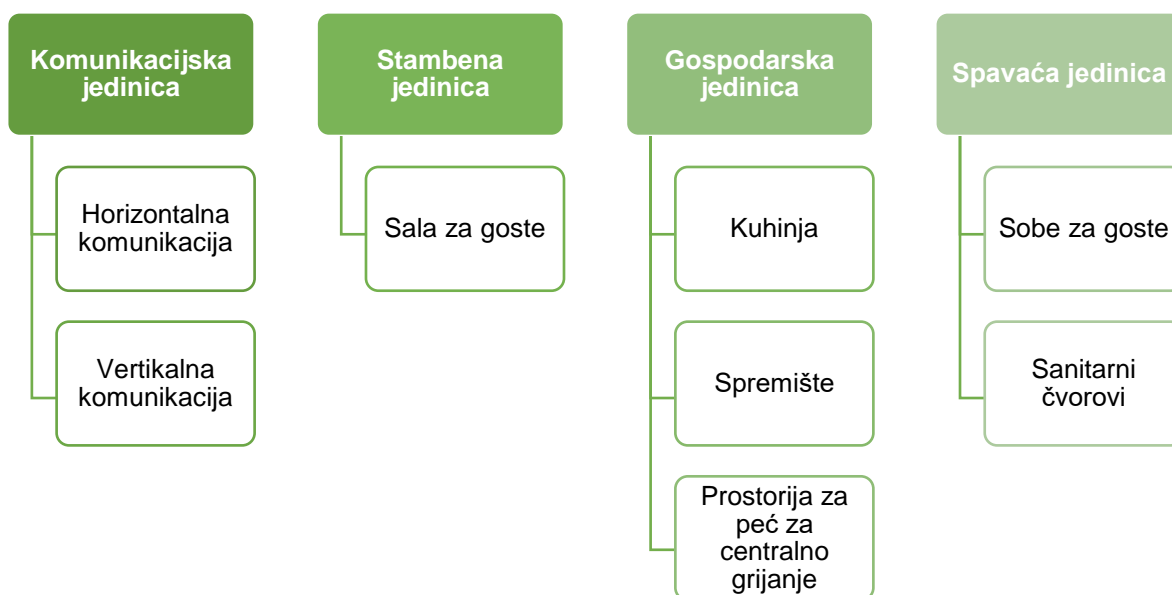 Komunikacijska
jedinica
Horizontalna
komunikacija
Vertikalna
komunikacija
Stambena
jedinica
Sala za goste
Gospodarska
jedinica
Kuhinja
Spremište
Prostorija za
peć za
centralno
grijanje
Spavaća jedinica
Sobe za goste
Sanitarni
čvorovi